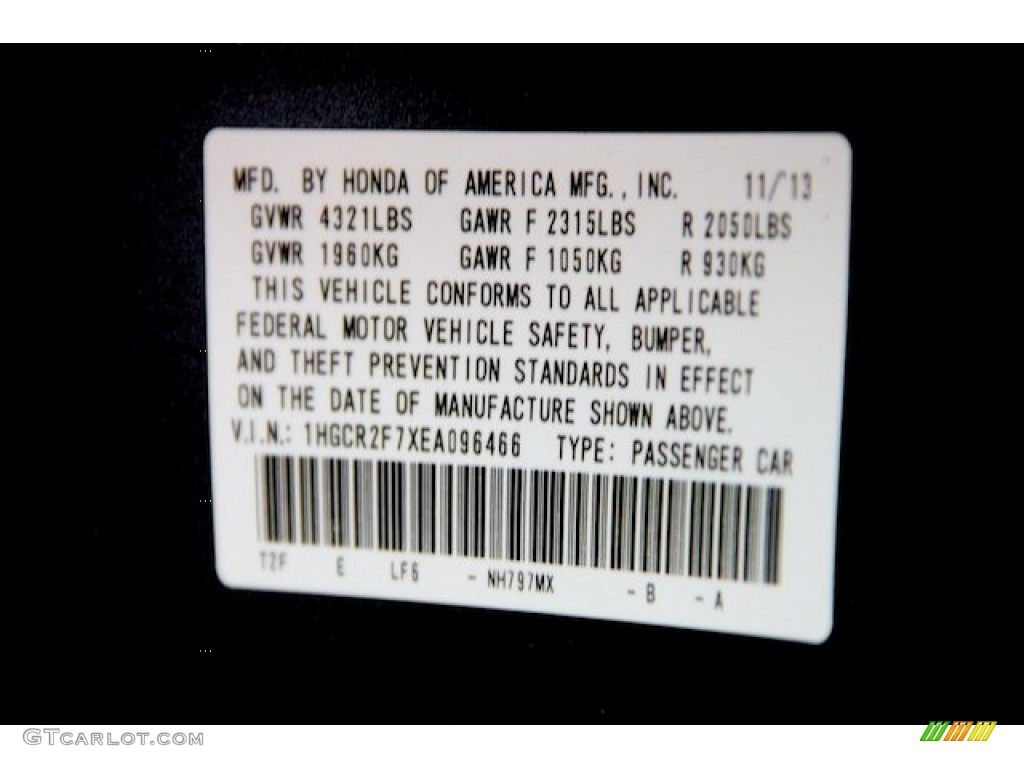 MFD. BY HONDA OF AMERICA MFG., INC. 11/13
GVWR 4321LBS GAWR F 2315LBS R 2050LBS
GVWR 1960KG GAWR F 1050KG R 930KG
THIS VEHICLE CONFORMS TO ALL APPLICABLE
FEDERAL MOTOR VEHICLE SAFETY, BUMPER,
AND THEFT PREVENTION STANDARDS IN EFFECT
ON THE DATE OF MANUFACTURE SHOWN ABOVE.
V.I.N.: 1HGCR2F7XEA096466 TYPE: PASSENGER CAR
T2F E LF6 - NH797MX - B - A
GTCARLOT.COM